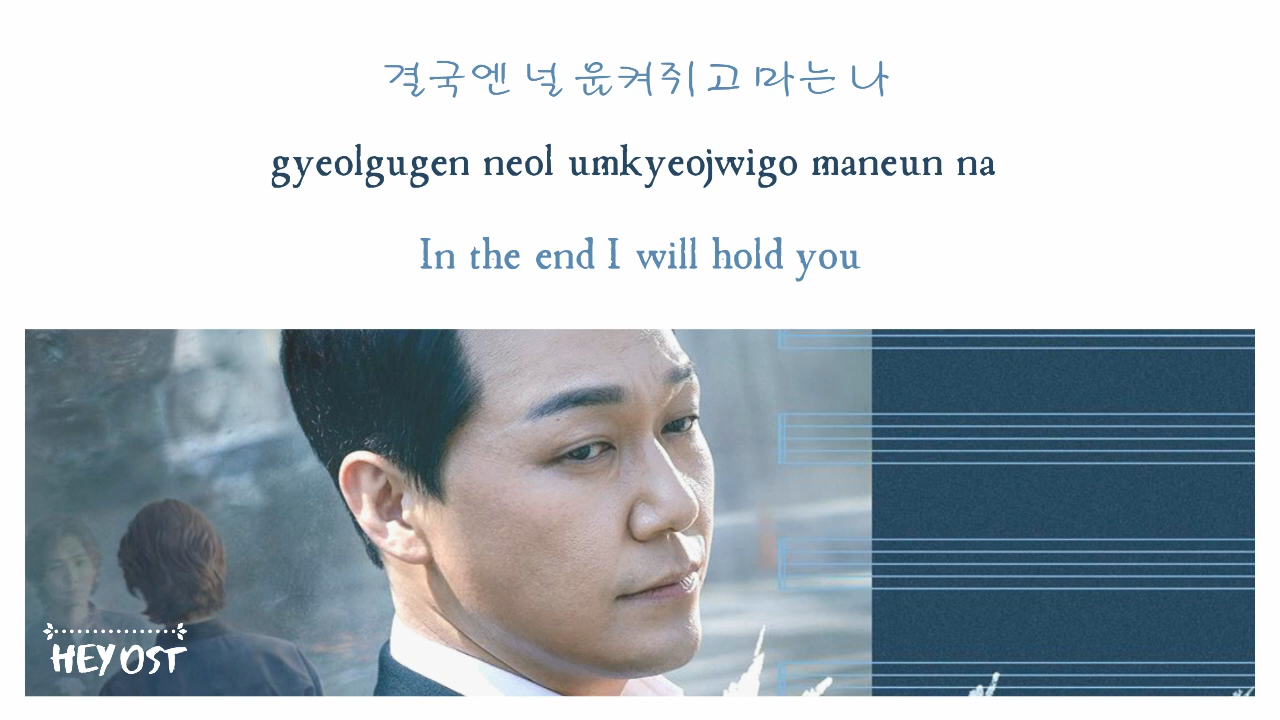 결국엔 널 움켜쥐고 마는 나
gyeolgugen neol umkyeojwigo maneun na
In the end I will hold you
HEY OST